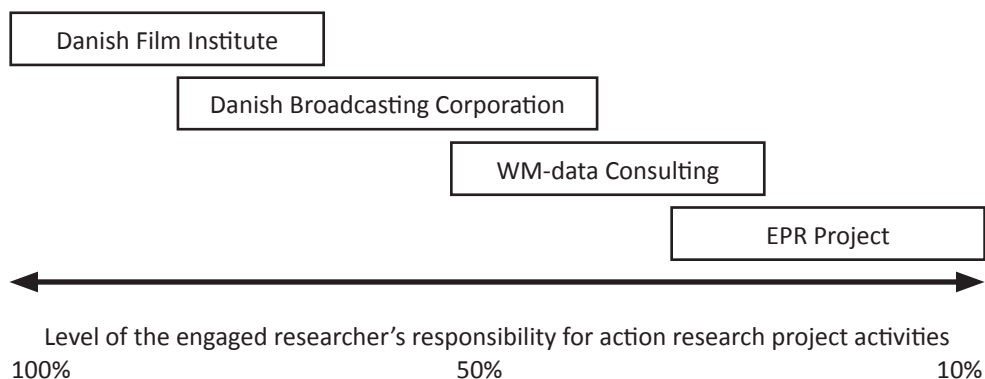 Danish Film Institute
Danish Broadcasting Corporation
WM-data Consulting
EPR Project
Level of the engaged researcher’s responsibility for action research project activities
100% 50% 10%